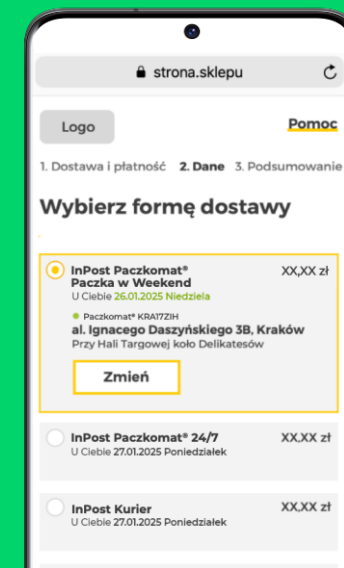 strona.sklepu
Logo
Pomoc
1. Dostawa i płatność 2. Dane 3. Podsumowanie
Wybierz formę dostawy
InPost Paczkomat® XX,XX zł
Paczka w Weekend
U Ciebie 26.01.2025 Niedziela
Paczkomat® KRA17ZIH
al. Ignacego Daszyńskiego 3B, Kraków
Przy Hali Targowej koło Delikatesów
Zmień
InPost Paczkomat® 24/7 XX,XX zł
U Ciebie 27.01.2025 Poniedziałek
InPost Kurier XX,XX zł
U Ciebie 27.01.2025 Poniedziałek